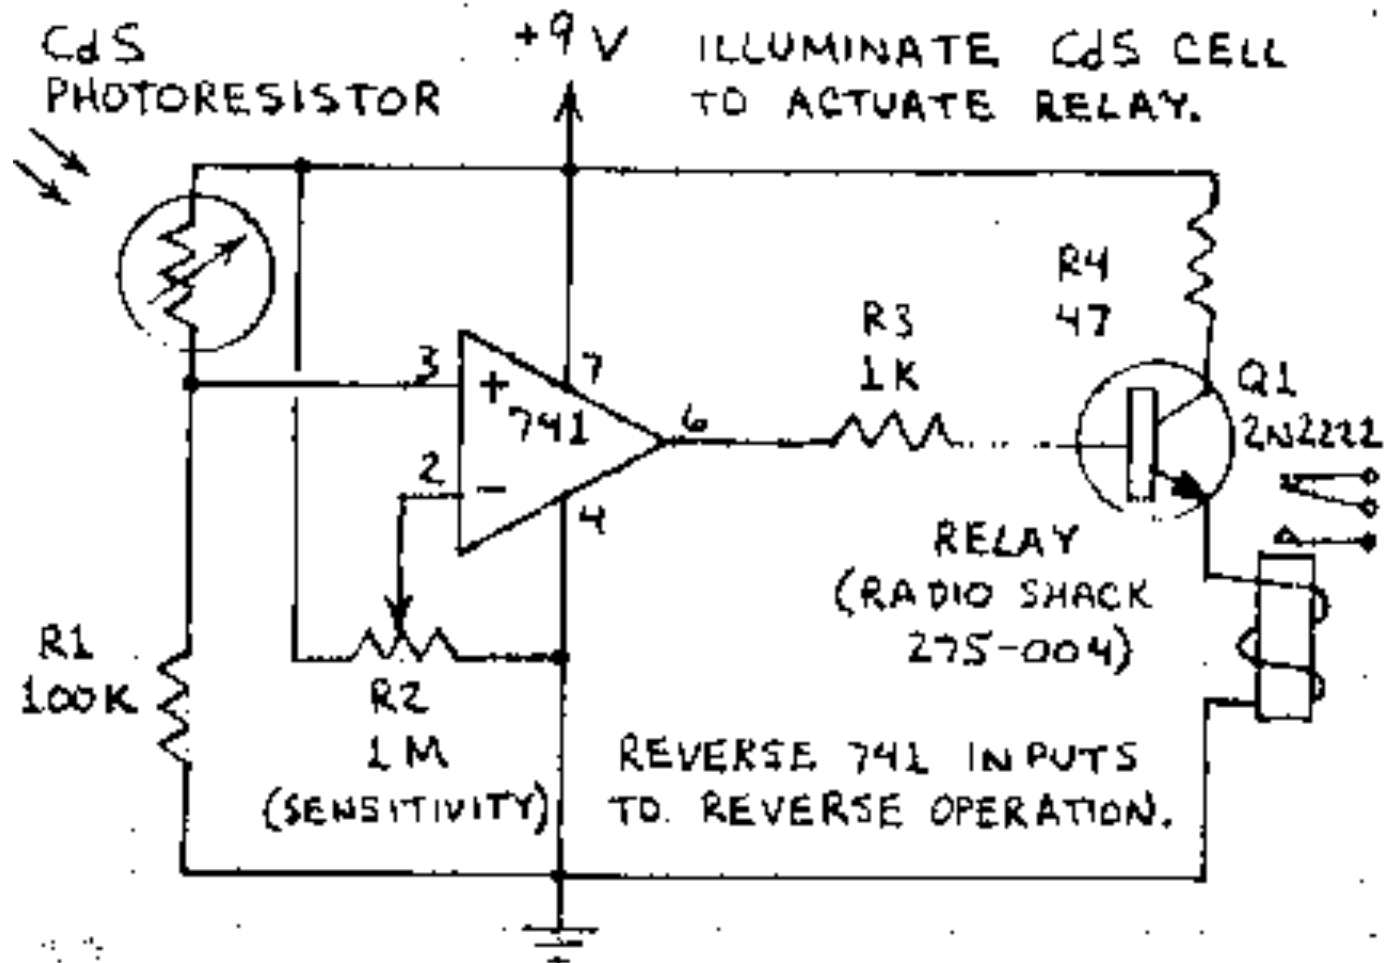 CdS
PHOTORESISTOR
+9 V
ILLUMINATE CdS CELL
TO ACTUATE RELAY.
R4
47
R3
1K
Q1
2N2222
3
+
7
741
6
2
-
4
RELAY
(RADIO SHACK
275-004)
R1
100K
R2
1M
(SENSITIVITY)
REVERSE 741 INPUTS
TO REVERSE OPERATION.